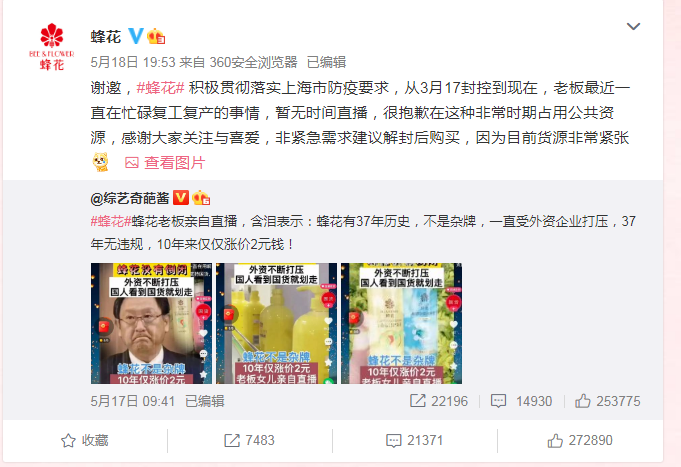 BEE & FLOWER
蜂花
蜂花
5月18日 19:53 来自 360安全浏览器 已编辑
谢邀，#蜂花# 积极贯彻落实上海市防疫要求，从3月17封控到现在，老板最近一
直在忙碌复工复产的事情，暂无时间直播，很抱歉在这种非常时期占用公共资
源，感谢大家关注与喜爱，非紧急需求建议解封后购买，因为目前货源非常紧张
查看图片
@综艺奇葩酱
#蜂花#蜂花老板亲自直播，含泪表示：蜂花有37年历史，不是杂牌，一直受外资企业打压，37
年无违规，10年来仅仅涨价2元钱！
蜂花没有倒闭
外资不断打压
国人看到国货就划走
蜂花不是杂牌
10年仅涨价2元
外资不断打压
国人看到国货就划走
蜂花不是杂牌
10年仅涨价2元
老板女儿亲自直播
外资不断打压
国人看到国货就划走
蜂花不是杂牌
10年仅涨价2元
老板女儿亲自直播
5月17日 09:41 已编辑
22196 14930 253775
收藏 7483 21371 272890